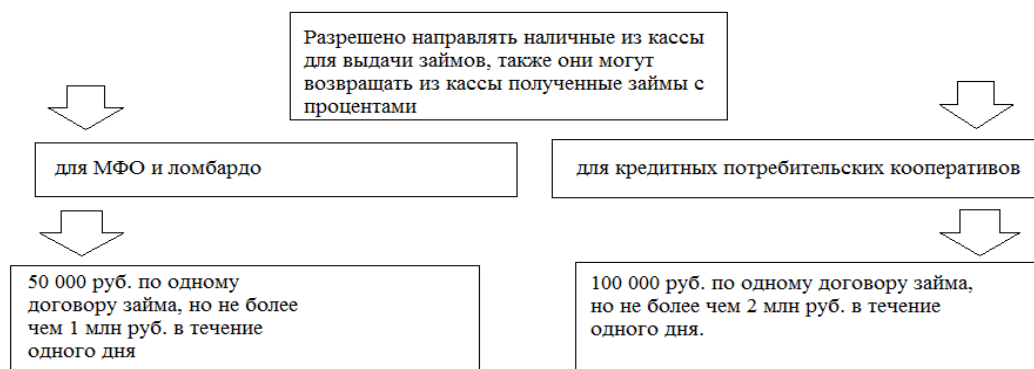 Разрешено направлять наличные из кассы
для выдачи займов, также они могут
возвращать из кассы полученные займы с
процентами
для МФО и ломбардо
для кредитных потребительских кооперативов
50 000 руб. по одному
договору займа, но не более
чем 1 млн руб. в течение
одного дня
100 000 руб. по одному договору займа,
но не более чем 2 млн руб. в течение
одного дня.